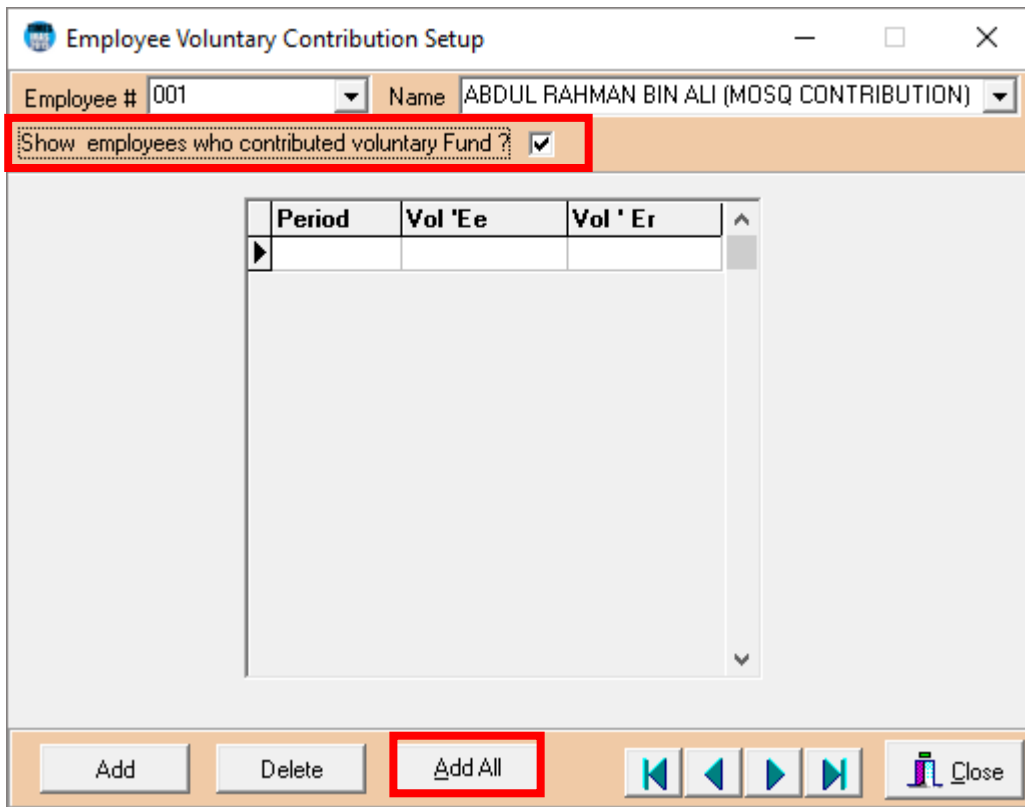 Employee Voluntary Contribution Setup
Employee # 001 Name ABDUL RAHMAN BIN ALI (MOSQ CONTRIBUTION)
Show employees who contributed voluntary Fund ?
Period Vol 'Ee Vol ' Er
Add Delete Add All Close